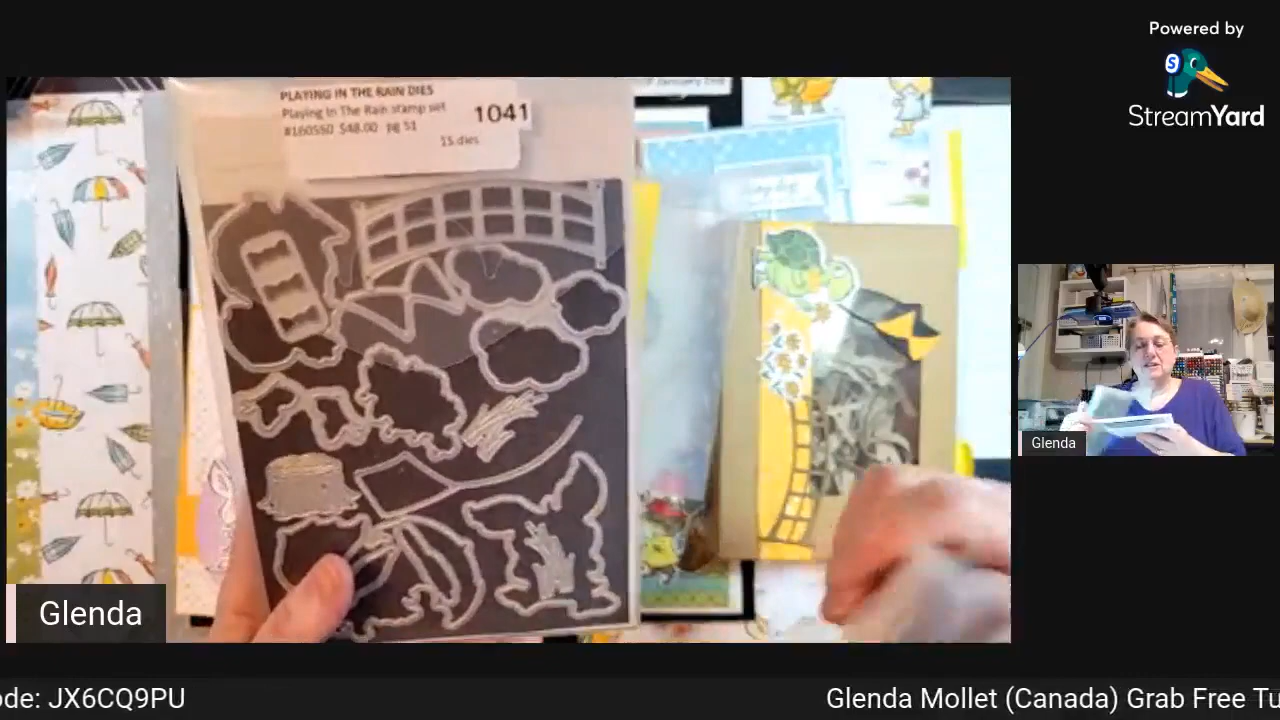 Powered by
StreamYard
PLAYING IN THE RAIN DIES
Playing In The Rain stamp set
1041
#160550 $48.00 pg 51
15 dies
Glenda
Glenda
ode: JX6CQ9PU
Glenda Mollet (Canada) Grab Free Tu